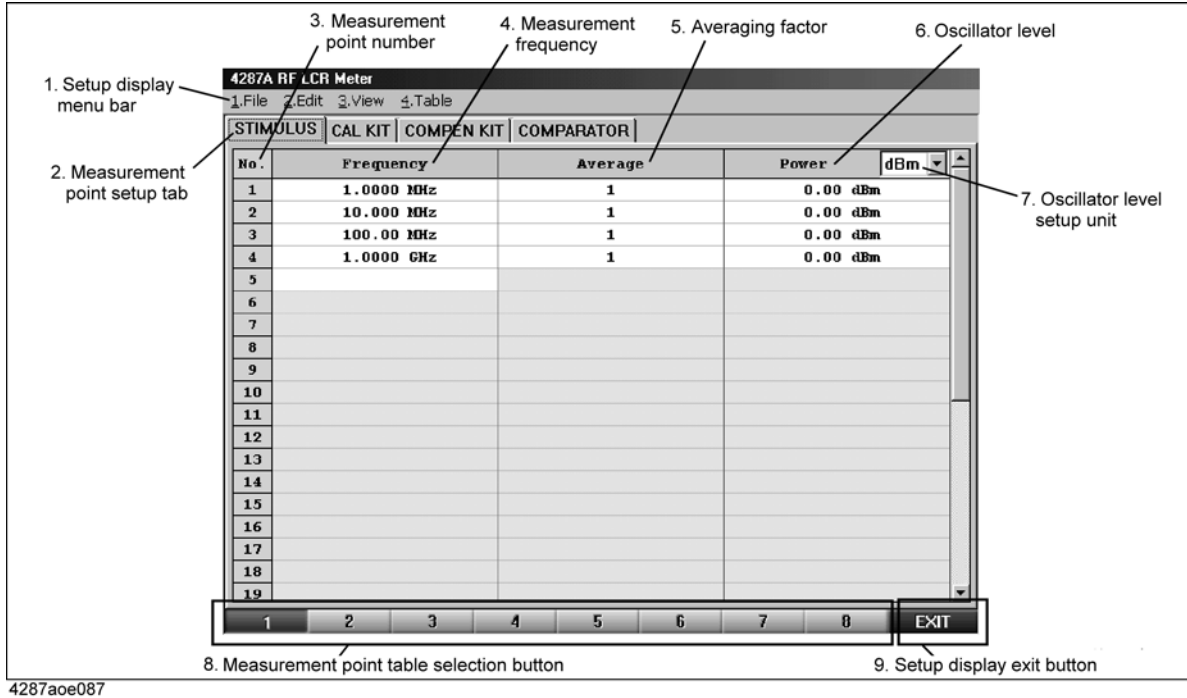 3. Measurement
point number
4. Measurement
frequency
5. Averaging factor
6. Oscillator level
1. Setup display
menu bar
2. Measurement
point setup tab
7. Oscillator level
setup unit
4287A RF LCR Meter
1.File 2.Edit 3.View 4.Table
STIMULUS CAL KIT COMPEN KIT COMPARATOR
No. Frequency Average Power dBm
1 1.0000 MHz 1 0.00 dBm
2 10.000 MHz 1 0.00 dBm
3 100.00 MHz 1 0.00 dBm
4 1.0000 GHz 1 0.00 dBm
5
6
7
8
9
10
11
12
13
14
15
16
17
18
19
1 2 3 4 5 6 7 8 EXIT
8. Measurement point table selection button
9. Setup display exit button
4287aoe087